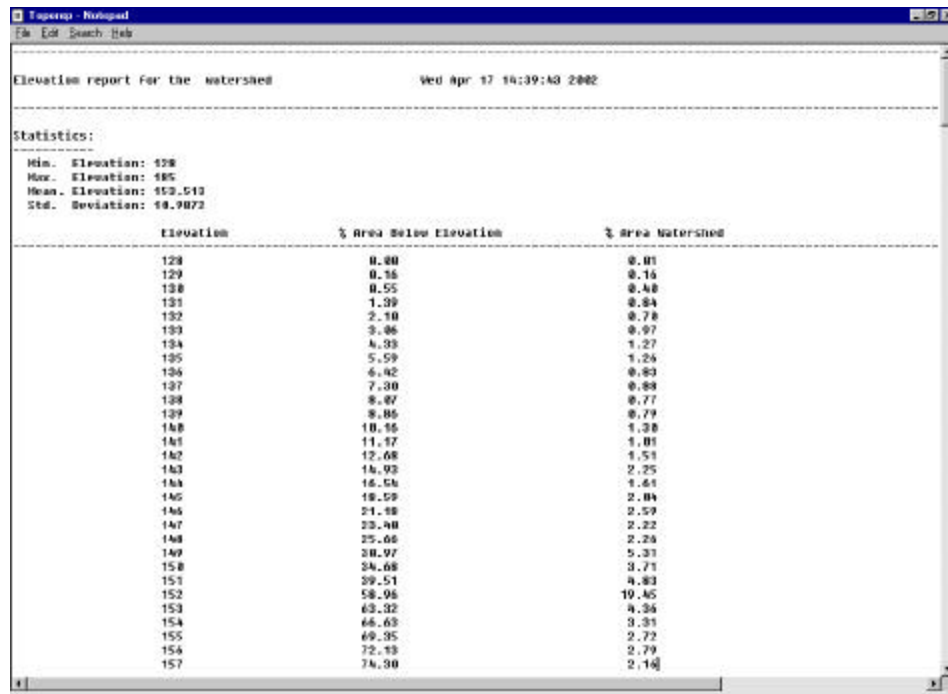 Toporep - Notepad
File Edit Search Help
Elevation report for the watershed Wed Apr 17 14:39:43 2002
Statistics:
Min. Elevation: 128
Max. Elevation: 185
Mean. Elevation: 153.513
Std. Deviation: 10.9872
Elevation % Area Below Elevation % Area Watershed
128 0.00 0.01
129 0.16 0.16
130 0.55 0.40
131 1.39 0.84
132 2.10 0.70
133 3.06 0.97
134 4.33 1.27
135 5.59 1.26
136 6.42 0.83
137 7.30 0.88
138 8.07 0.77
139 8.86 0.79
140 10.16 1.30
141 11.17 1.01
142 12.68 1.51
143 14.93 2.25
144 16.54 1.61
145 18.59 2.04
146 21.18 2.59
147 23.40 2.22
148 25.66 2.26
149 30.97 5.31
150 34.68 3.71
151 39.51 4.83
152 58.96 19.45
153 63.32 4.36
154 66.63 3.31
155 69.35 2.72
156 72.13 2.79
157 74.30 2.16